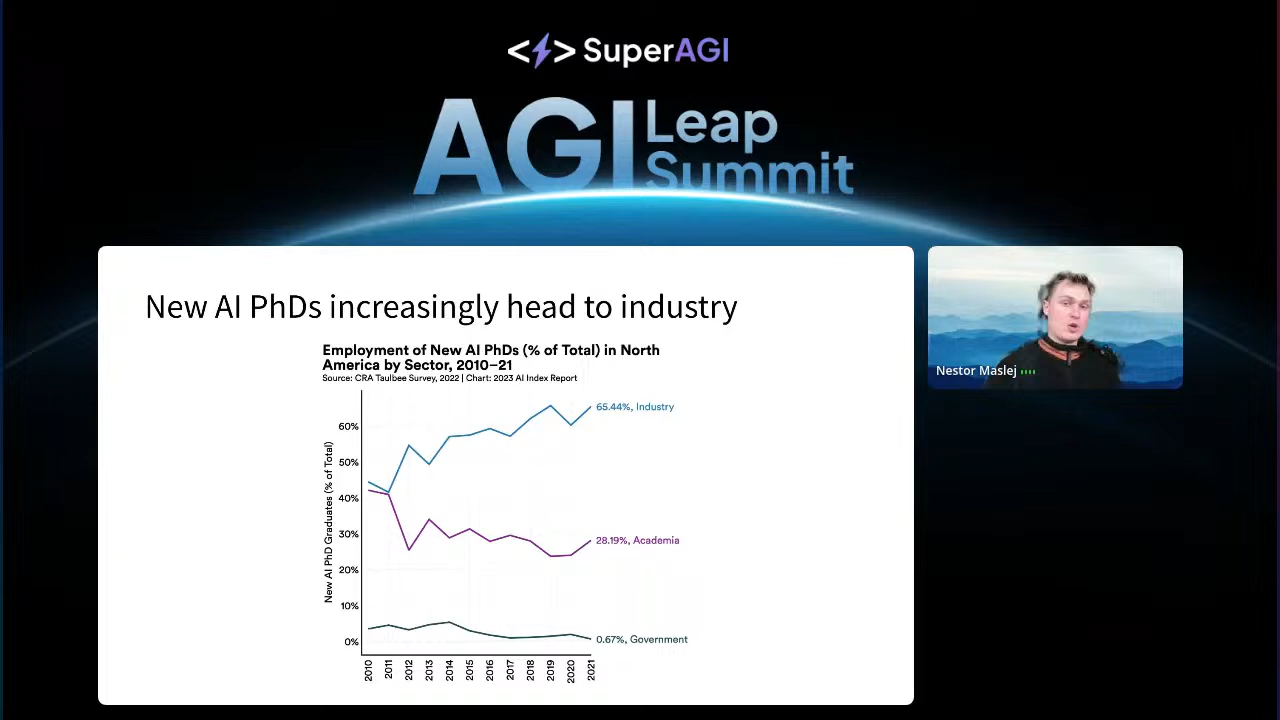 <⚡> SuperAGI
AGI Leap Summit
New AI PhDs increasingly head to industry
Employment of New AI PhDs (% of Total) in North
America by Sector, 2010–21
Source: CRA Taulbee Survey, 2022 | Chart: 2023 AI Index Report
New AI PhD Graduates (% of Total)
60%
50%
40%
30%
20%
10%
0%
65.44%, Industry
28.19%, Academia
0.67%, Government
2010
2011
2012
2013
2014
2015
2016
2017
2018
2019
2020
2021
Nestor Maslej